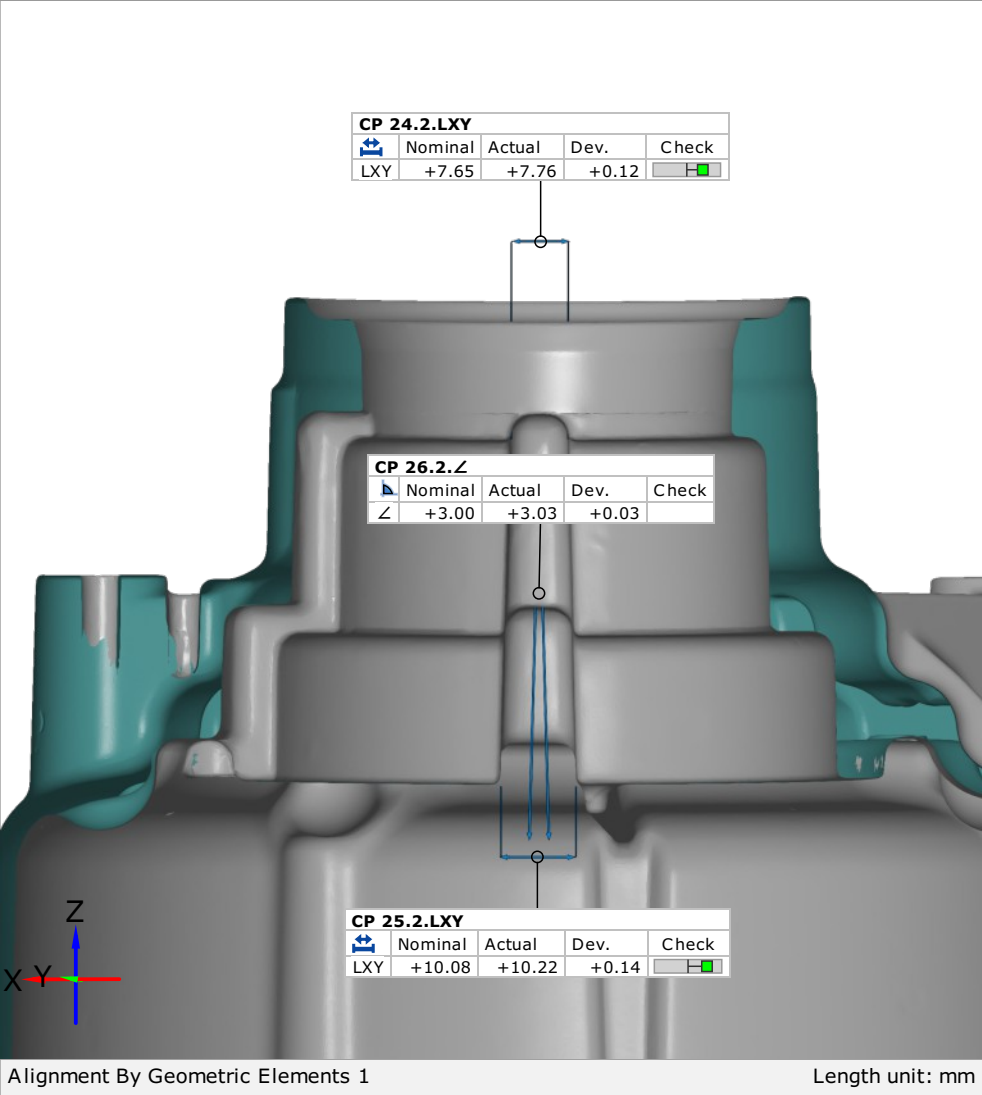 CP 24.2.LXY
Nominal Actual Dev. Check
LXY +7.65 +7.76 +0.12
CP 26.2.∠
Nominal Actual Dev. Check
∠ +3.00 +3.03 +0.03
CP 25.2.LXY
Nominal Actual Dev. Check
LXY +10.08 +10.22 +0.14
Z
X Y
Alignment By Geometric Elements 1 Length unit: mm